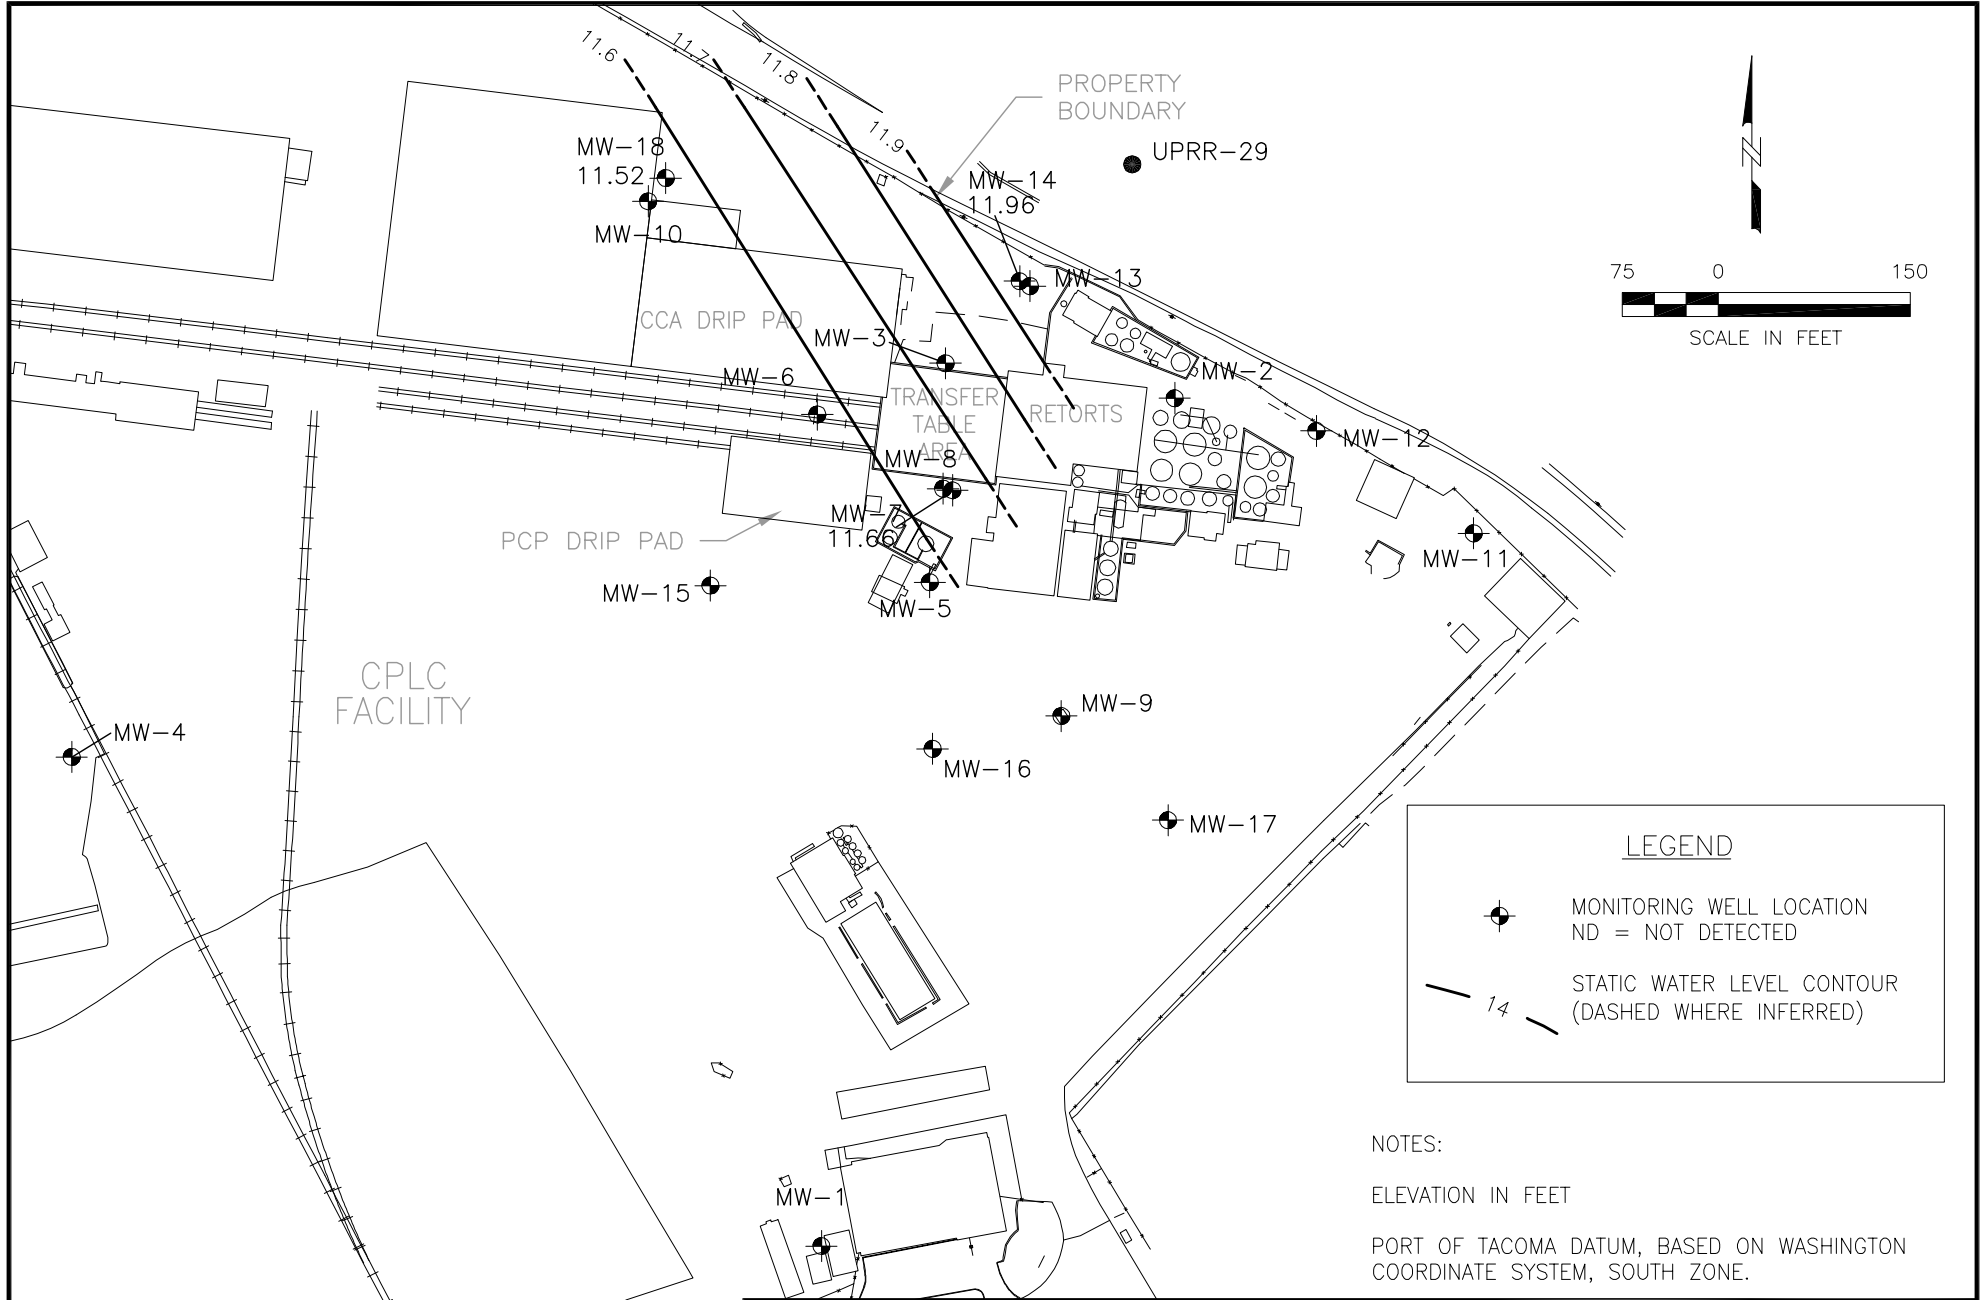 11.6
11.7
11.8
11.9
PROPERTY
BOUNDARY
UPRR-29
MW-18
11.52
MW-10
MW-14
11.96
MW-13
N
75 0 150
SCALE IN FEET
CCA DRIP PAD
MW-3
MW-6
MW-2
TRANSFER
TABLE
AREA
RETORTS
MW-12
MW-8
MW-7
11.66
PCP DRIP PAD
MW-11
MW-15
MW-5
CPLC
FACILITY
MW-9
MW-4
MW-16
MW-17
MW-1
LEGEND
MONITORING WELL LOCATION
ND = NOT DETECTED
14
STATIC WATER LEVEL CONTOUR
(DASHED WHERE INFERRED)
NOTES:
ELEVATION IN FEET
PORT OF TACOMA DATUM, BASED ON WASHINGTON
COORDINATE SYSTEM, SOUTH ZONE.